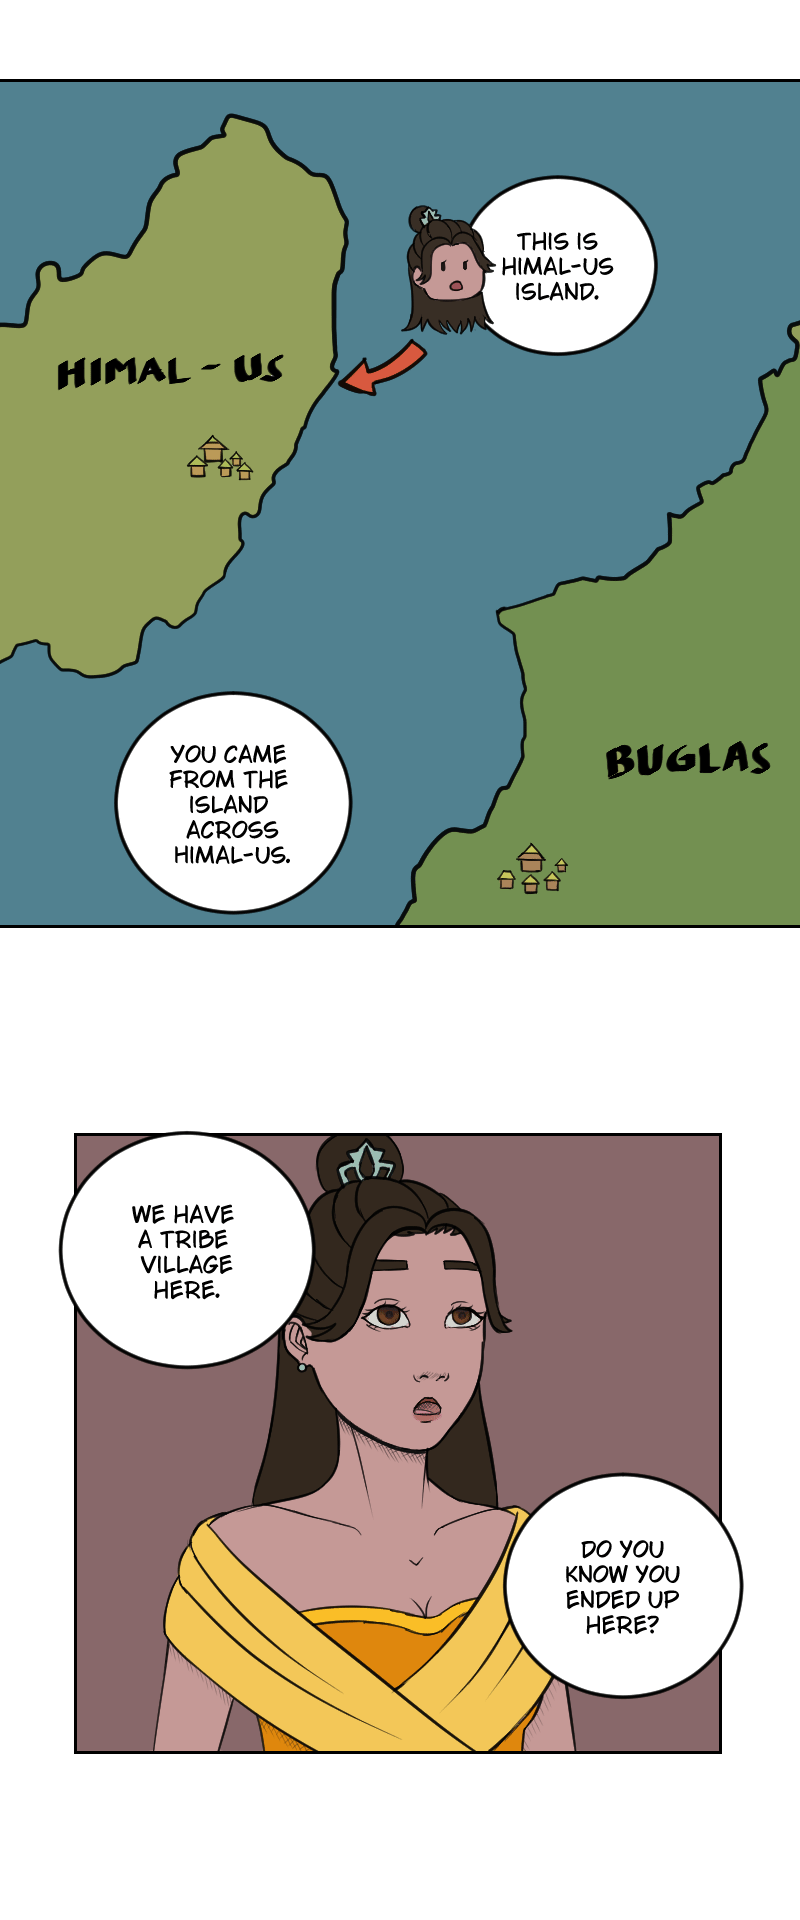 THIS IS
HIMAL-US
ISLAND.
HIMAL - US
YOU CAME
FROM THE
ISLAND
ACROSS
HIMAL-US.
BUGLAS
WE HAVE
A TRIBE
VILLAGE
HERE.
DO YOU
KNOW YOU
ENDED UP
HERE?